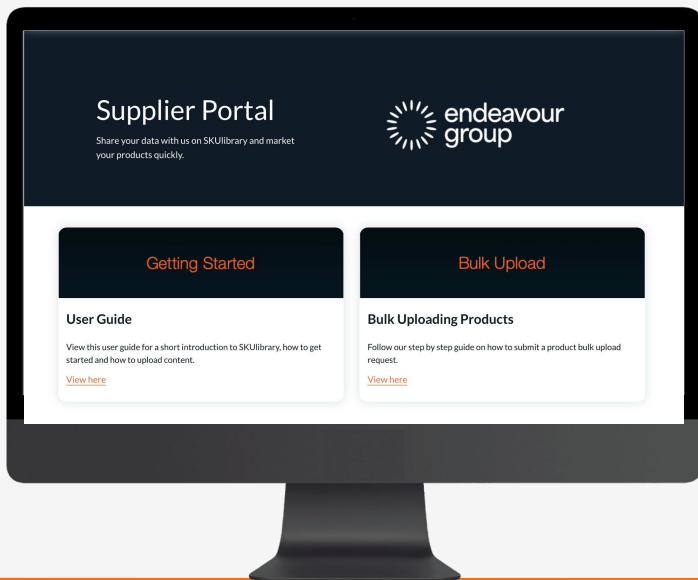 Supplier Portal
Share your data with us on SKUlibrary and market
your products quickly.
endeavour
group
Getting Started
User Guide
View this user guide for a short introduction to SKUlibrary, how to get
started and how to upload content.
View here
Bulk Upload
Bulk Uploading Products
Follow our step by step guide on how to submit a product bulk upload
request.
View here